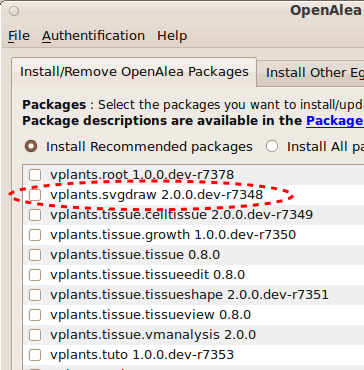 OpenAlea
File Authentication Help
Install/Remove OpenAlea Packages Install Other Eg
Packages : Select the packages you want to install/upda
Package descriptions are available in the Package
Install Recommended packages Install All pa
vplants.root 1.0.0.dev-r7378
vplants.svgdraw 2.0.0.dev-r7348
vplants.tissue.celltissue 2.0.0.dev-r7349
vplants.tissue.growth 1.0.0.dev-r7350
vplants.tissue.tissue 0.8.0
vplants.tissue.tissueedit 0.8.0
vplants.tissue.tissueshape 2.0.0.dev-r7351
vplants.tissue.tissueview 0.8.0
vplants.tissue.vmanalysis 2.0.0
vplants.tuto 1.0.0.dev-r7353